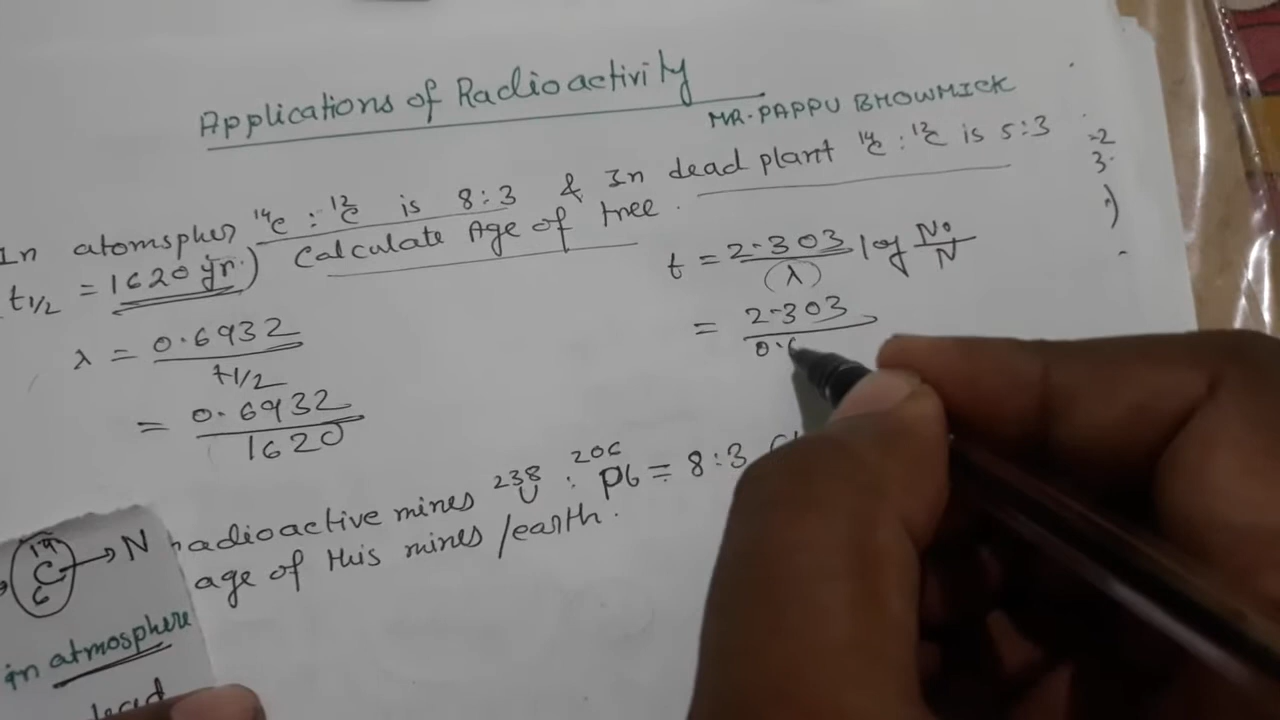 Applications of Radioactivity
MR. PAPPU BHOWMICK
In atomspher ¹⁴C : ¹²C is 8:3 & In dead plant ¹⁴C : ¹²C is 5:3
t1/2 = 1620 yr.) Calculate Age of tree.
λ = 0.6932 / t1/2
= 0.6932 / 1620
t = 2.303 / (λ) log N₀ / N
= 2.303 / 0.6
radioactive mines ²³⁸U : ²⁰⁶Pb = 8:3
age of this mines /earth.
¹⁴C₆ → N
in atmosphere